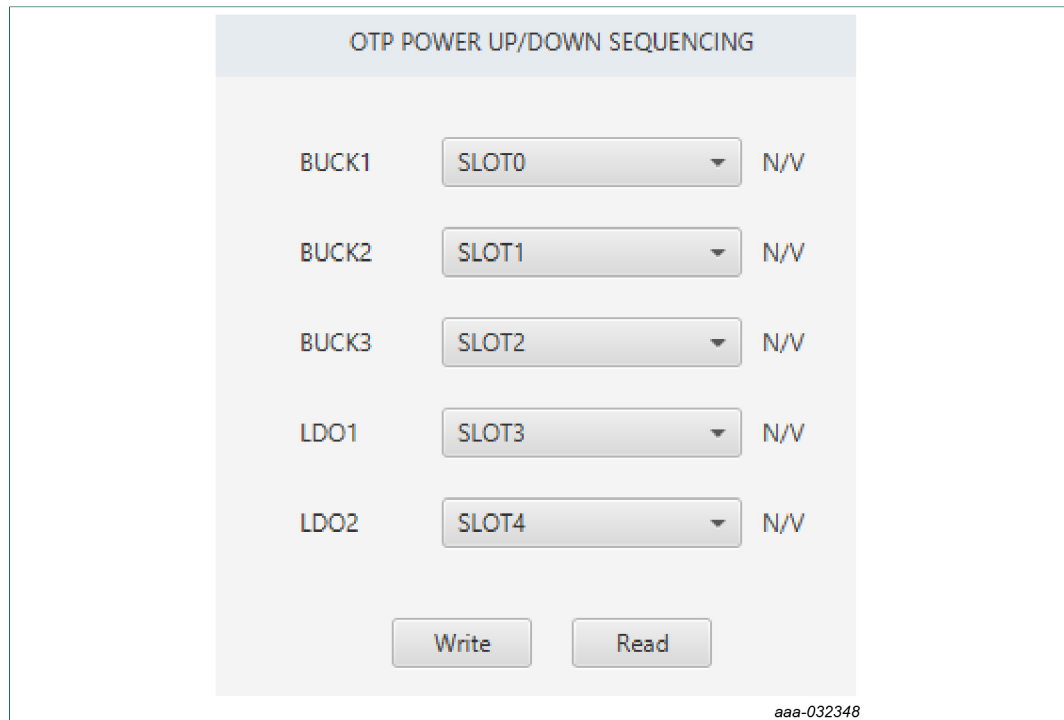 OTP POWER UP/DOWN SEQUENCING
BUCK1 SLOT0 N/V
BUCK2 SLOT1 N/V
BUCK3 SLOT2 N/V
LDO1 SLOT3 N/V
LDO2 SLOT4 N/V
Write Read
aaa-032348